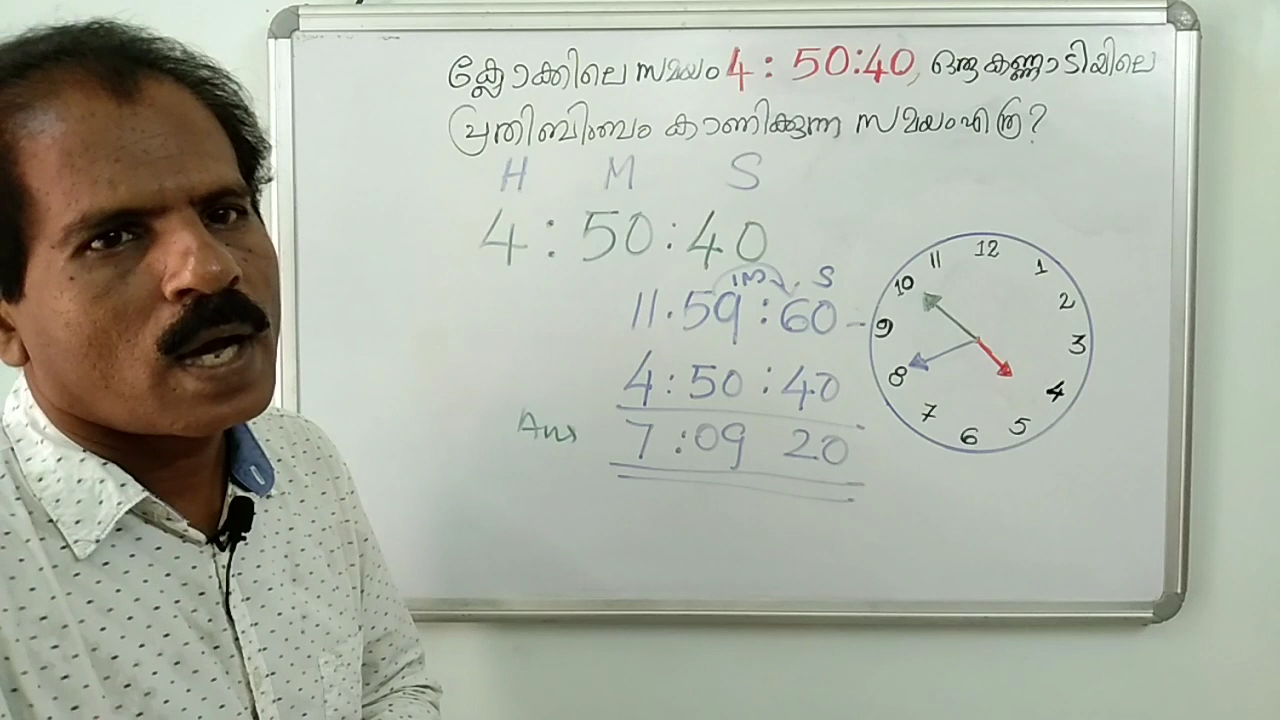 ക്ലോക്കിലെ സമയം 4 : 50:40, ഒരു കണ്ണാടിയിലെ
പ്രതിബിംബം കാണിക്കുന്ന സമയം എത്ര?
H M S
4 : 50 : 40
M S
11.59 : 60
4 : 50 : 40
Ans 7 : 09 20
12
11 1
10 2
9 3
8 4
7 5
6